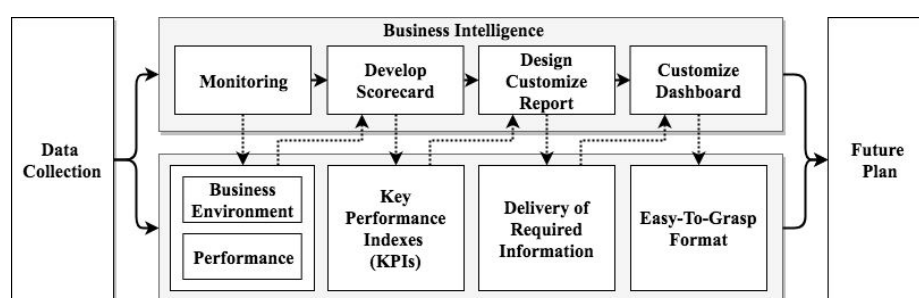 Business Intelligence
Data
Collection
Monitoring
Develop
Scorecard
Design
Customize
Report
Customize
Dashboard
Business
Environment
Performance
Key
Performance
Indexes
(KPIs)
Delivery of
Required
Information
Easy-To-Grasp
Format
Future
Plan